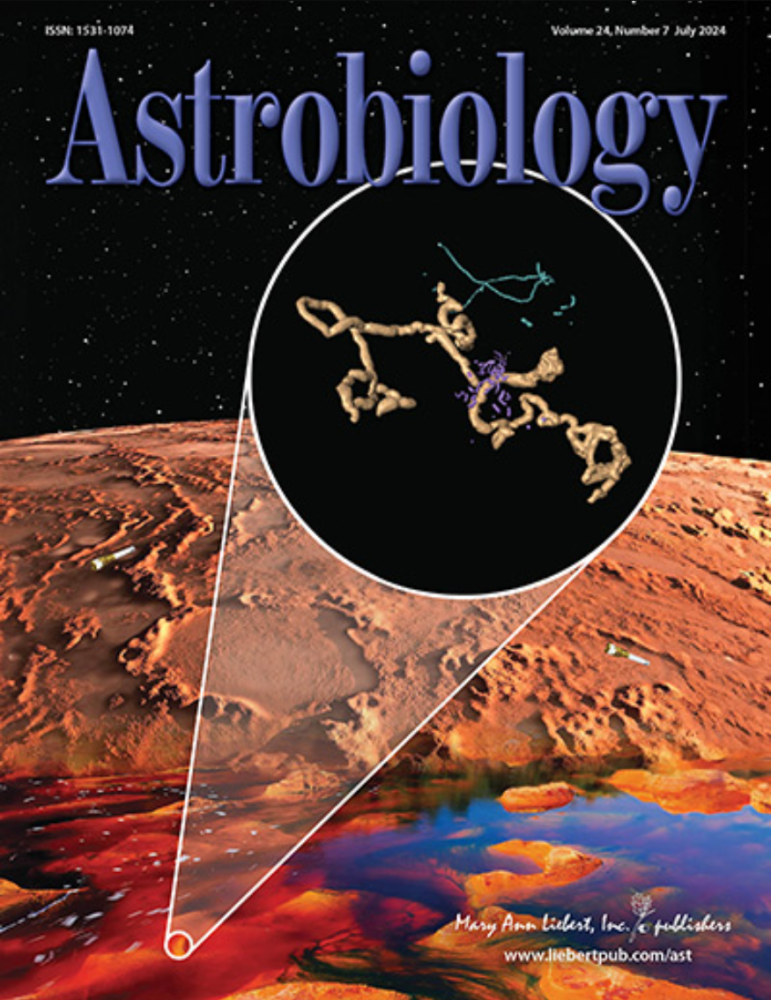 ISSN: 1531-1074
Volume 24, Number 7 July 2024
Astrobiology
Mary Ann Liebert, Inc. publishers
www.liebertpub.com/ast